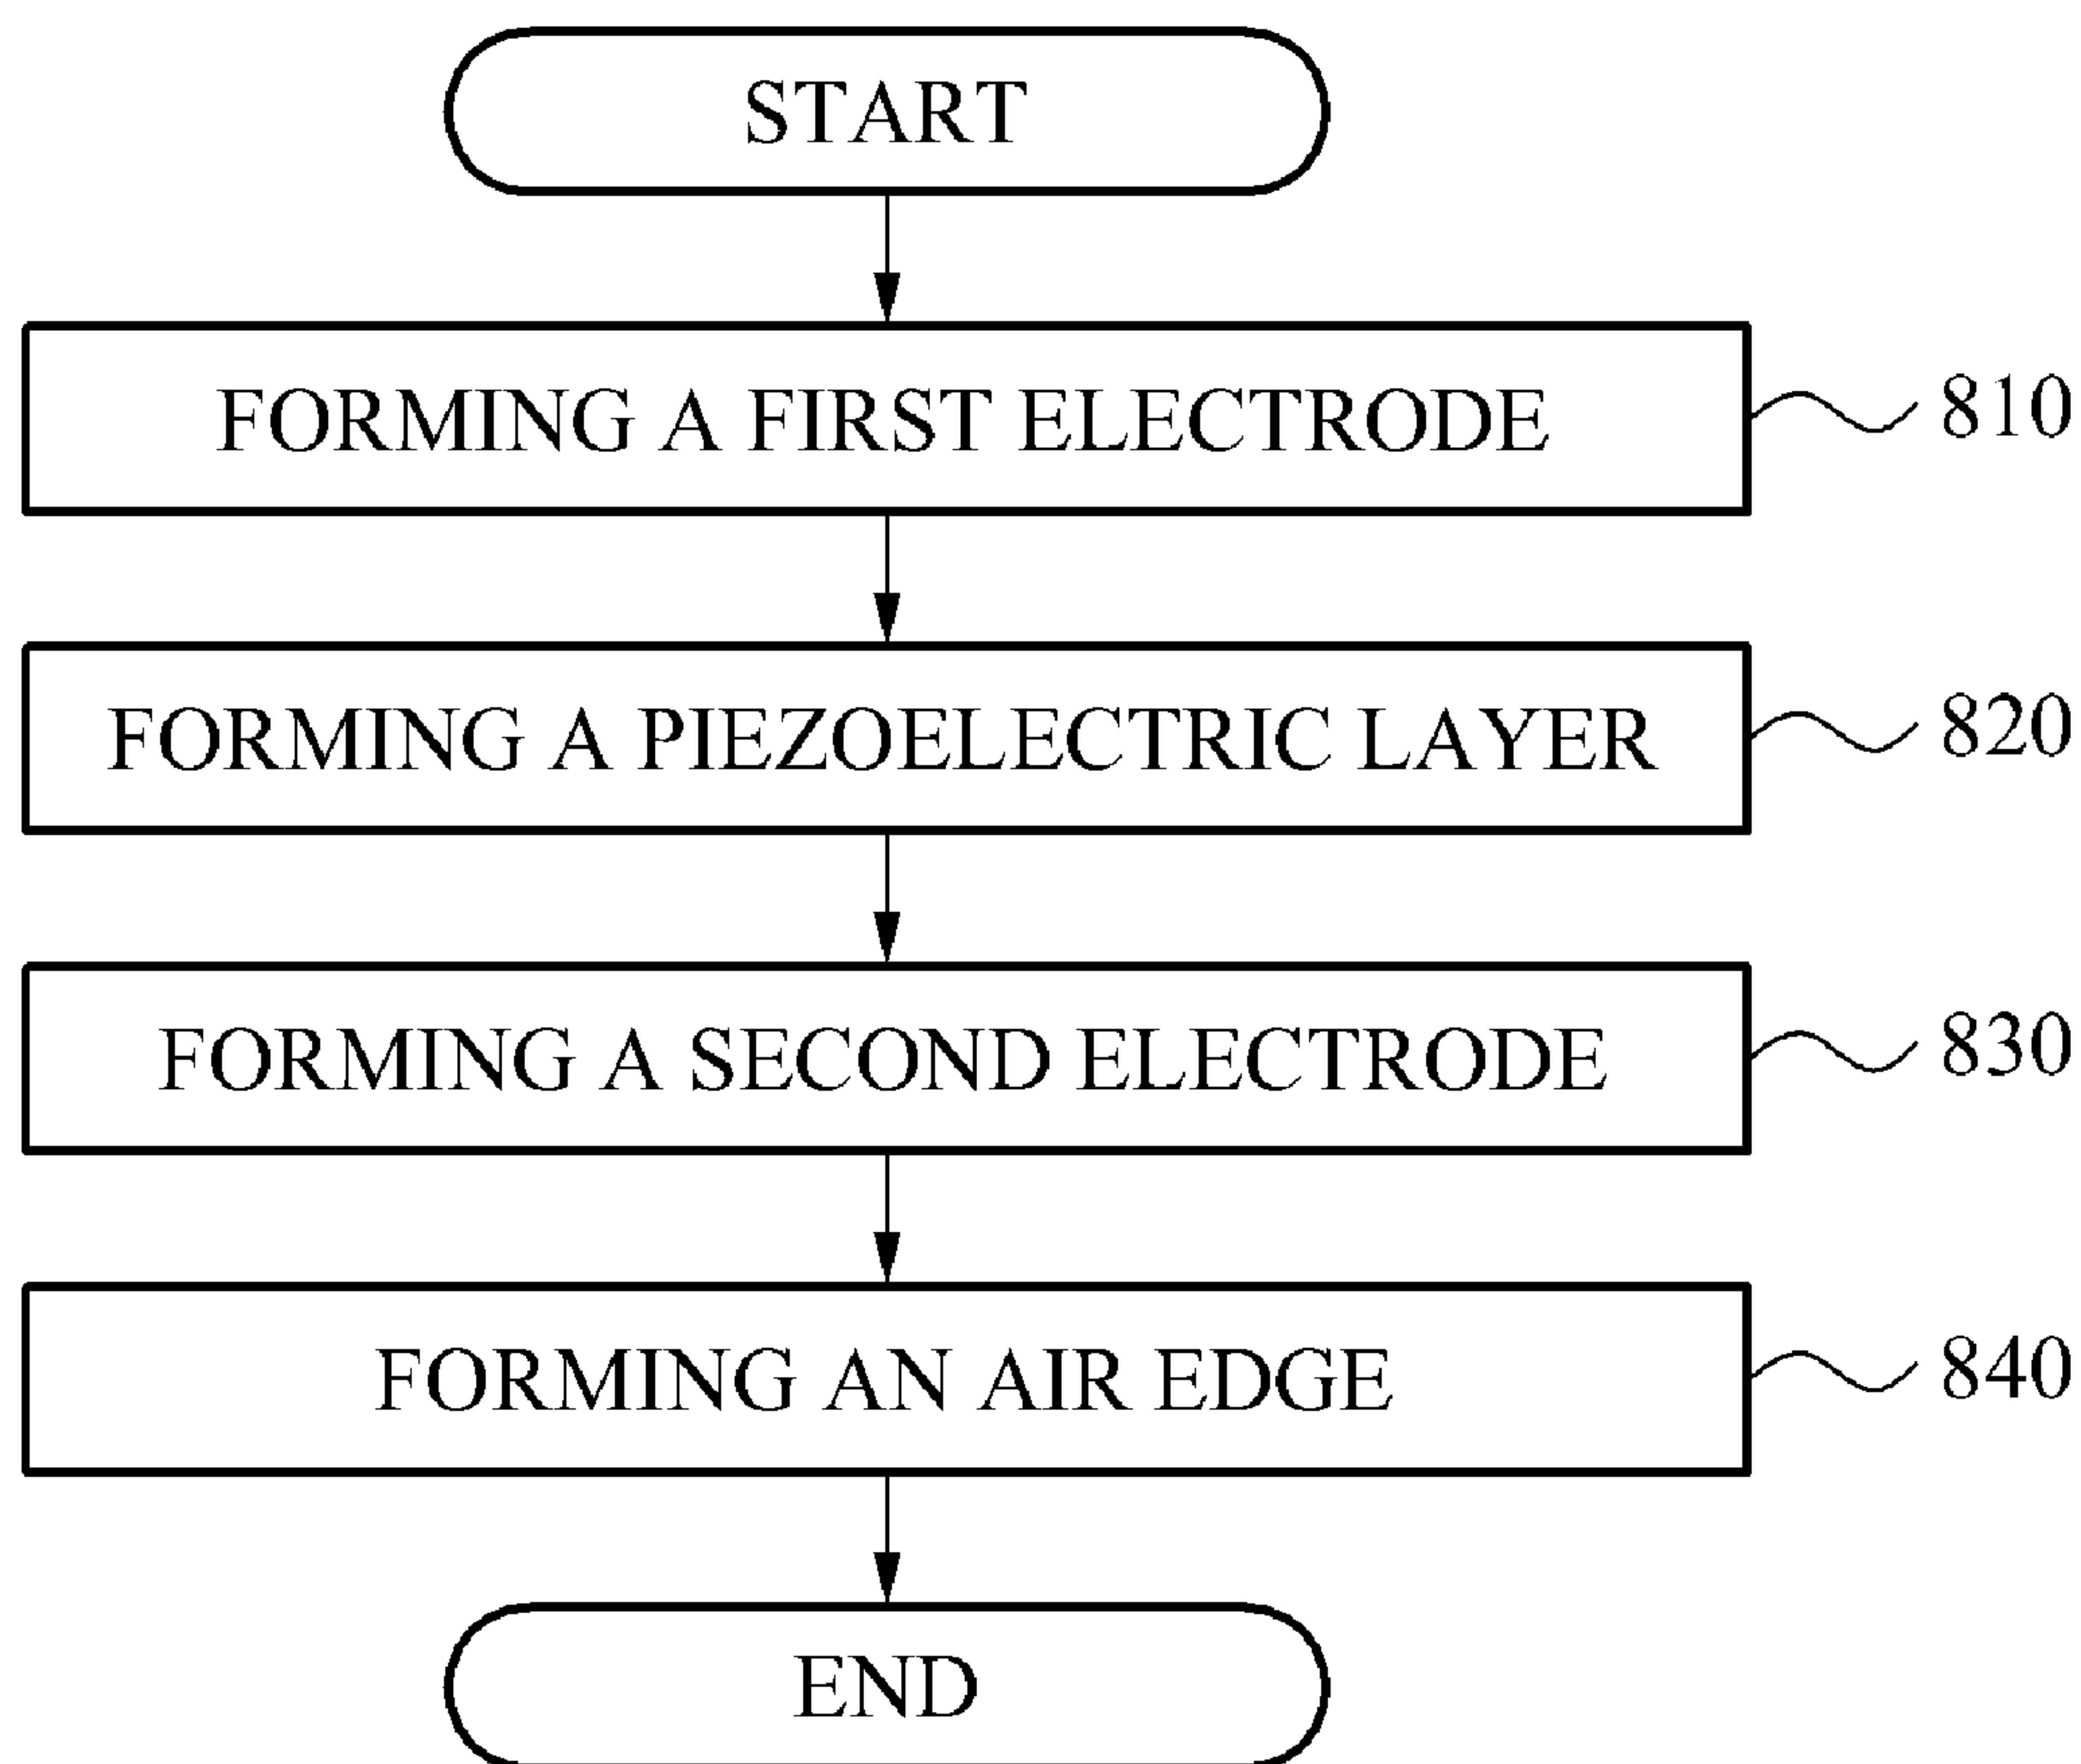 START
FORMING A FIRST ELECTRODE
810
FORMING A PIEZOELECTRIC LAYER
820
FORMING A SECOND ELECTRODE
830
FORMING AN AIR EDGE
840
END